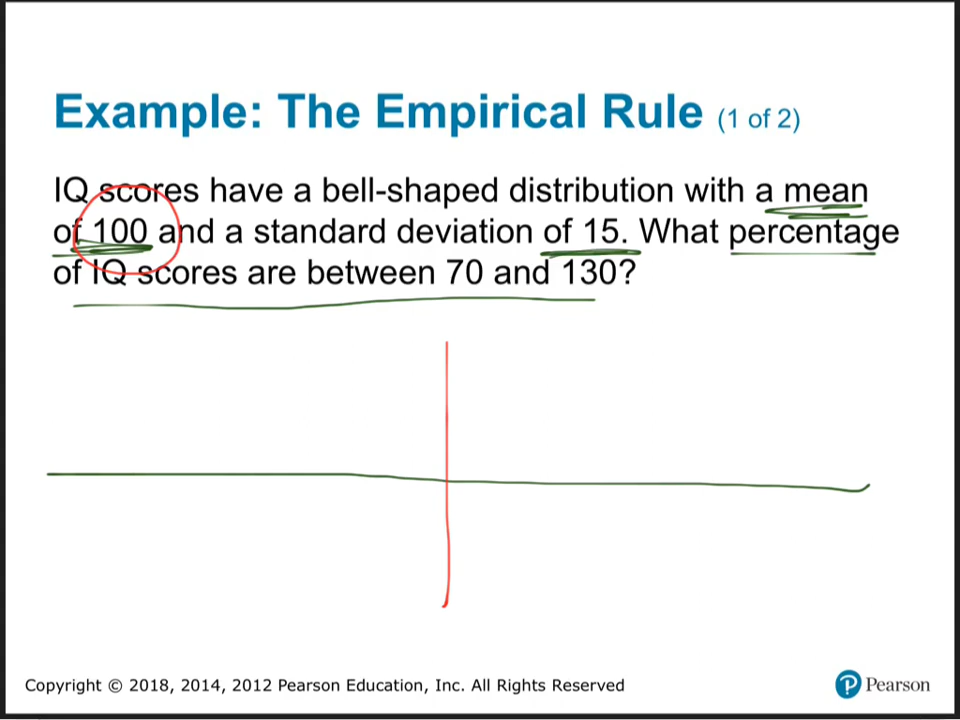 Example: The Empirical Rule (1 of 2)
IQ scores have a bell-shaped distribution with a mean
of 100 and a standard deviation of 15. What percentage
of IQ scores are between 70 and 130?
Copyright © 2018, 2014, 2012 Pearson Education, Inc. All Rights Reserved
P Pearson